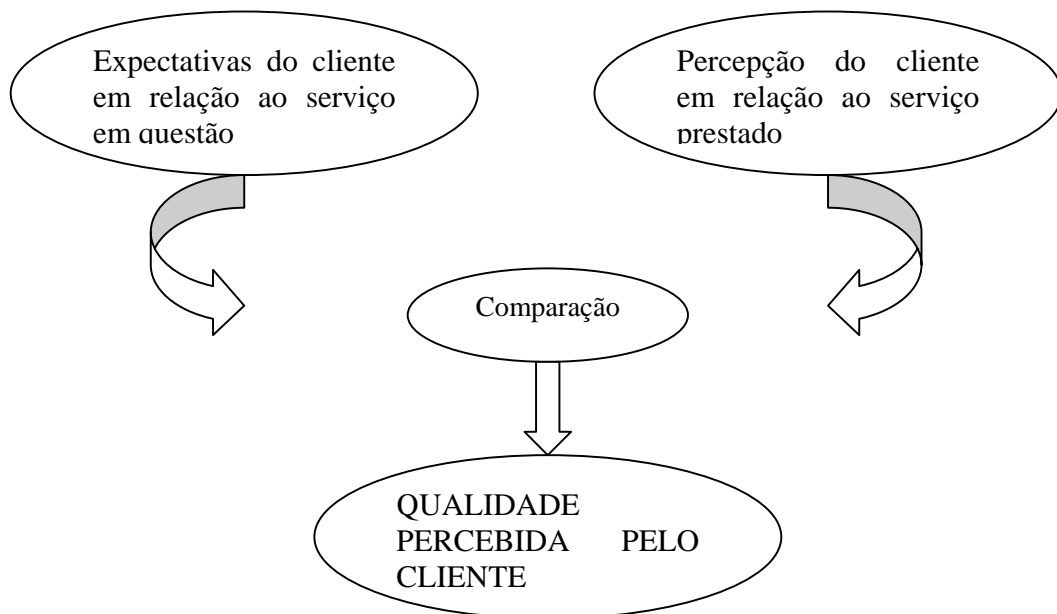 Expectativas do cliente
em relação ao serviço
em questão
Percepção do cliente
em relação ao serviço
prestado
Comparação
QUALIDADE
PERCEBIDA PELO
CLIENTE